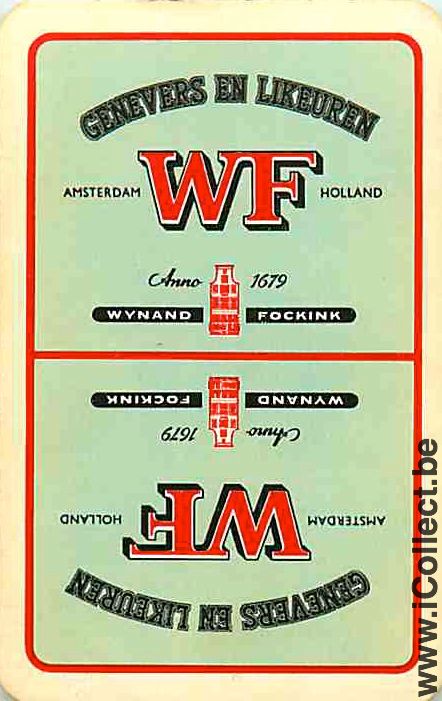 GENEVERS EN LIKEUREN
AMSTERDAM WF HOLLAND
Anno 1679
WYNAND FOCKINK
WYNAND FOCKINK
Anno 1679
AMSTERDAM WF HOLLAND
GENEVERS EN LIKEUREN
www.iCollect.be